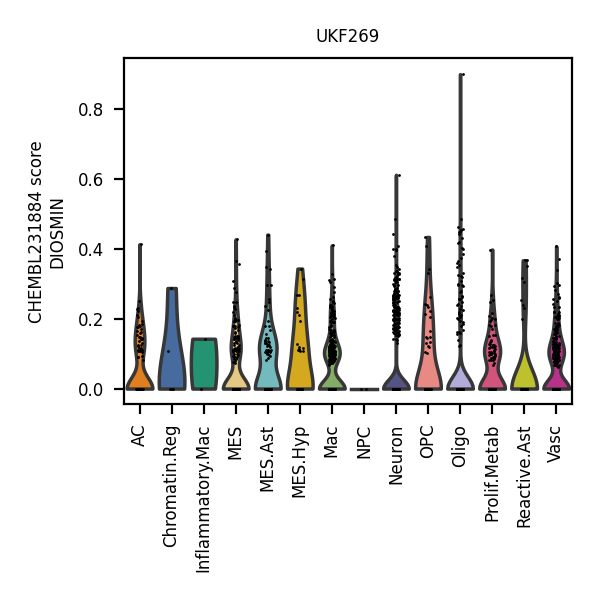 UKF269
CHEMBL231884 score
DIOSMIN
0.8
0.6
0.4
0.2
0.0
AC
Chromatin.Reg
Inflammatory.Mac
MES
MES.Ast
MES.Hyp
Mac
NPC
Neuron
OPC
Oligo
Prolif.Metab
Reactive.Ast
Vasc